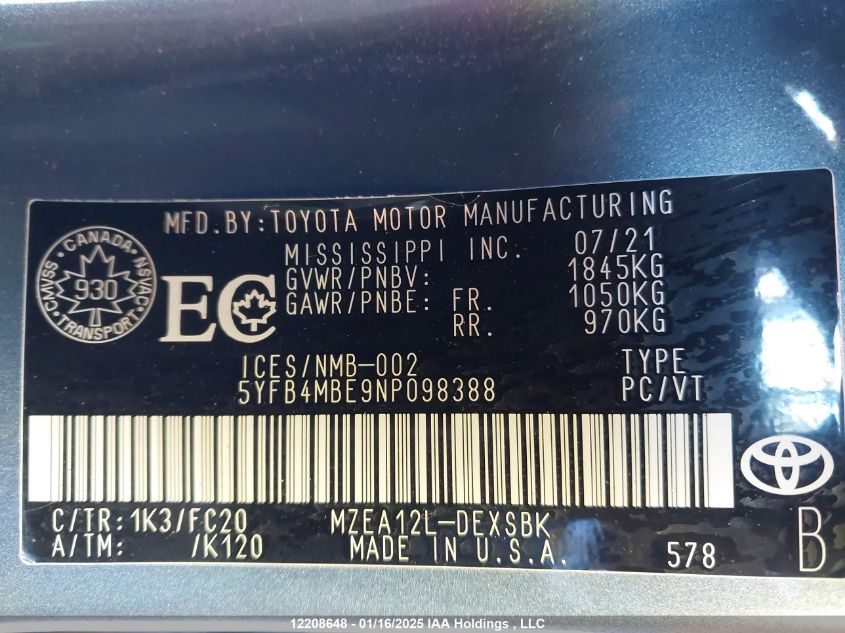 MFD.BY:TOYOTA MOTOR MANUFACTURING
MISSISSIPPI INC. 07/21
GVWR/PNBV: 1845KG
GAWR/PNBE: FR. 1050KG
RR. 970KG
CANADA
CMVSS 930 NSVAC
TRANSPORT
EC
ICES/NMB-002 TYPE
5YFB4MBE9NP098388 PC/VT
C/TR:1K3/FC20 MZEA12L-DEXSBK
A/TM: /K120 MADE IN U.S.A. 578 B
12208648 - 01/16/2025 IAA Holdings , LLC